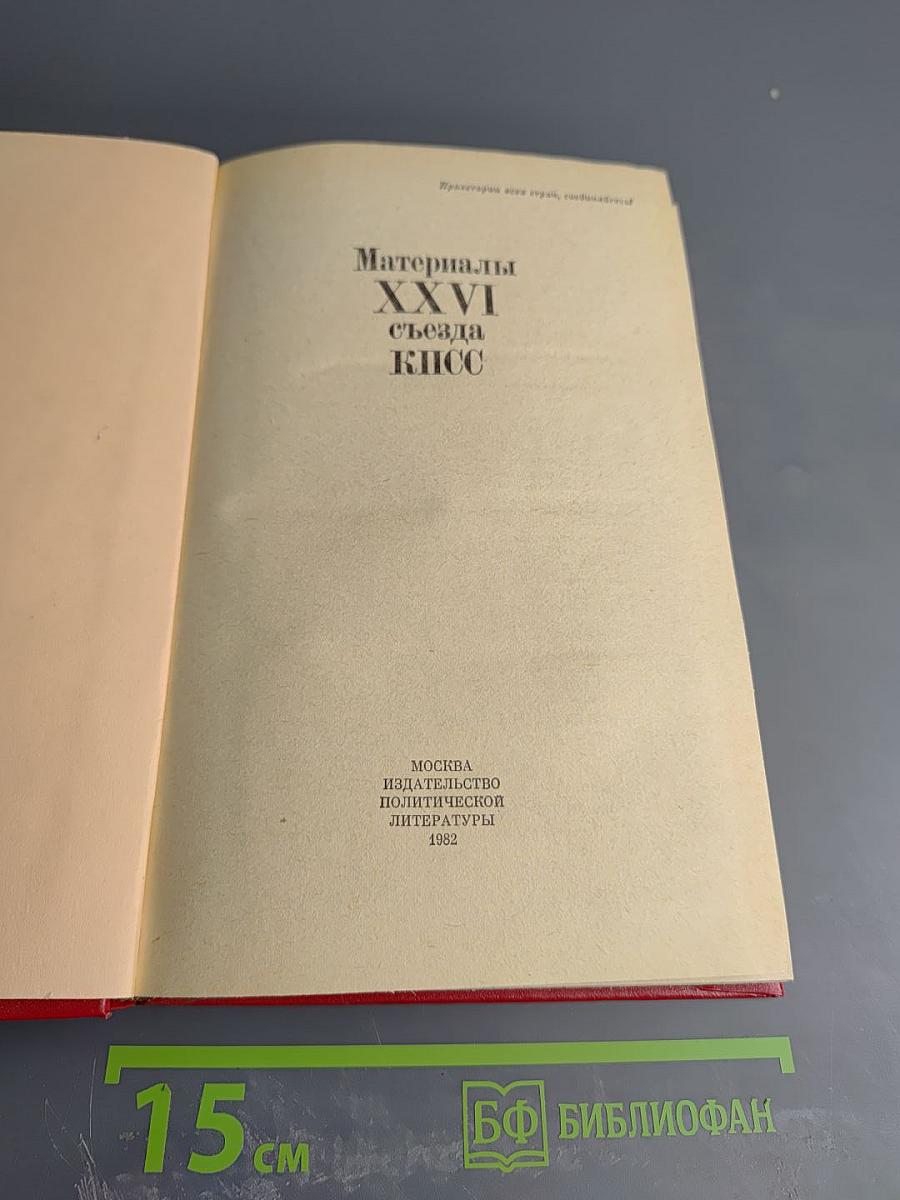 Пролетарии всех стран, соединяйтесь!
Материалы
XXVI
съезда
КПСС
МОСКВА
ИЗДАТЕЛЬСТВО
ПОЛИТИЧЕСКОЙ
ЛИТЕРАТУРЫ
1982
15 см
БФ БИБЛИОФАН